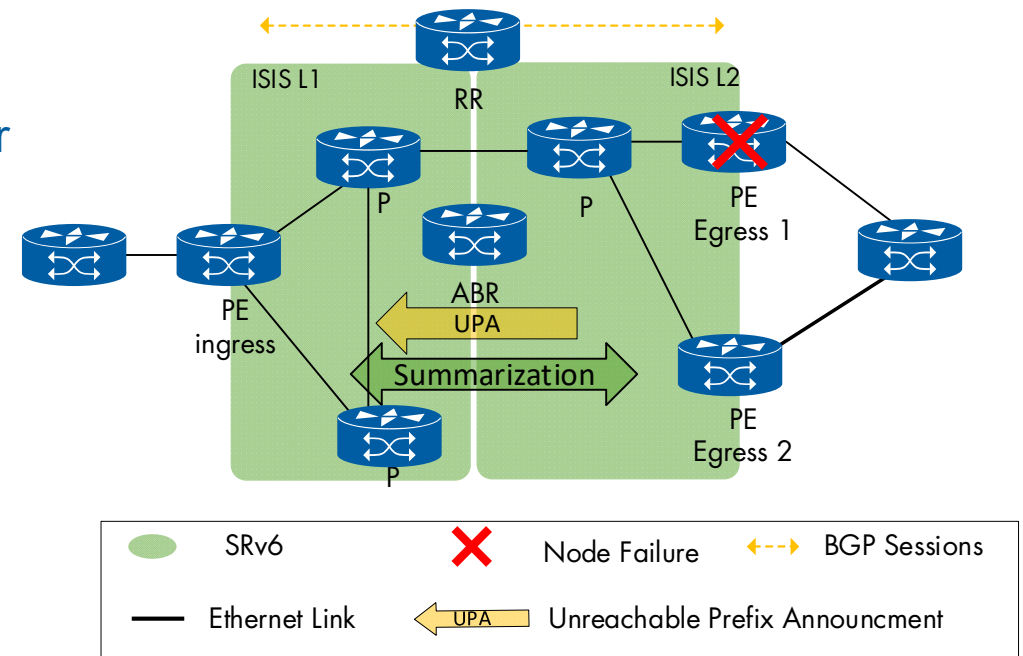 ISIS L1
ISIS L2
RR
r
P
P
PE
Egress 1
ABR
PE
ingress
UPA
Summarization
PE
Egress 2
P
SRv6
Node Failure
BGP Sessions
Ethernet Link
UPA
Unreachable Prefix Announcment